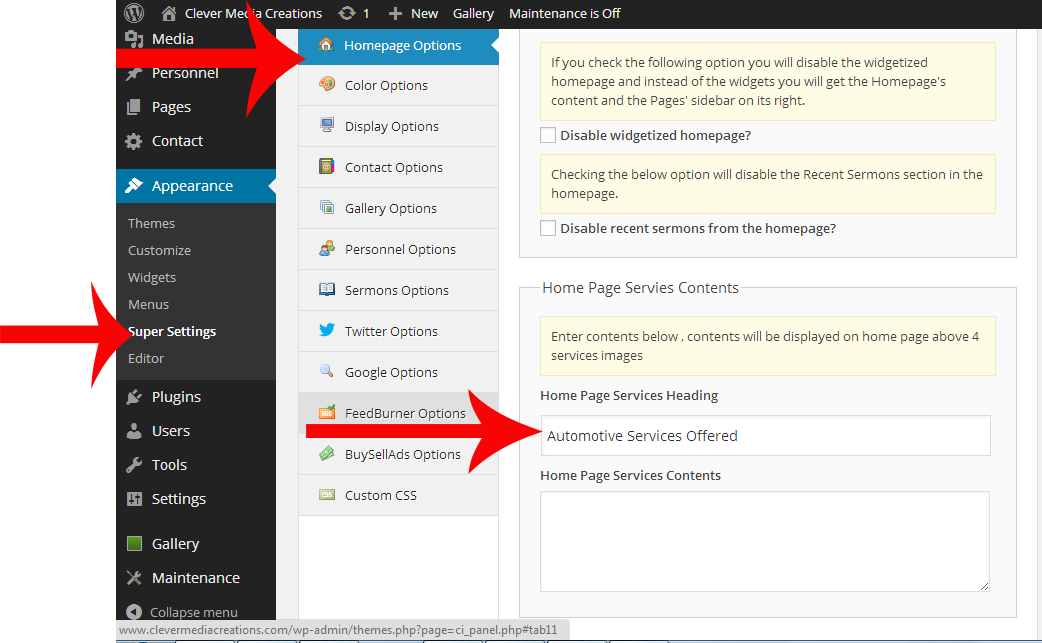 Clever Media Creations 1 New Gallery Maintenance is Off
Media
Personnel
Pages
Contact
Appearance
Themes
Customize
Widgets
Menus
Super Settings
Editor
Plugins
Users
Tools
Settings
Gallery
Maintenance
Collapse menu
Homepage Options
Color Options
Display Options
Contact Options
Gallery Options
Personnel Options
Sermons Options
Twitter Options
Google Options
RSS FeedBurner Options
BuySellAds Options
CSS Custom CSS
If you check the following option you will disable the widgetized
homepage and instead of the widgets you will get the Homepage's
content and the Pages' sidebar on its right.
Disable widgetized homepage?
Checking the below option will disable the Recent Sermons section in the
homepage.
Disable recent sermons from the homepage?
Home Page Servies Contents
Enter contents below , contents will be displayed on home page above 4
services images
Home Page Services Heading
Automotive Services Offered
Home Page Services Contents
www.clevermediacreations.com/wp-admin/themes.php?page=ci_panel.php#tab11